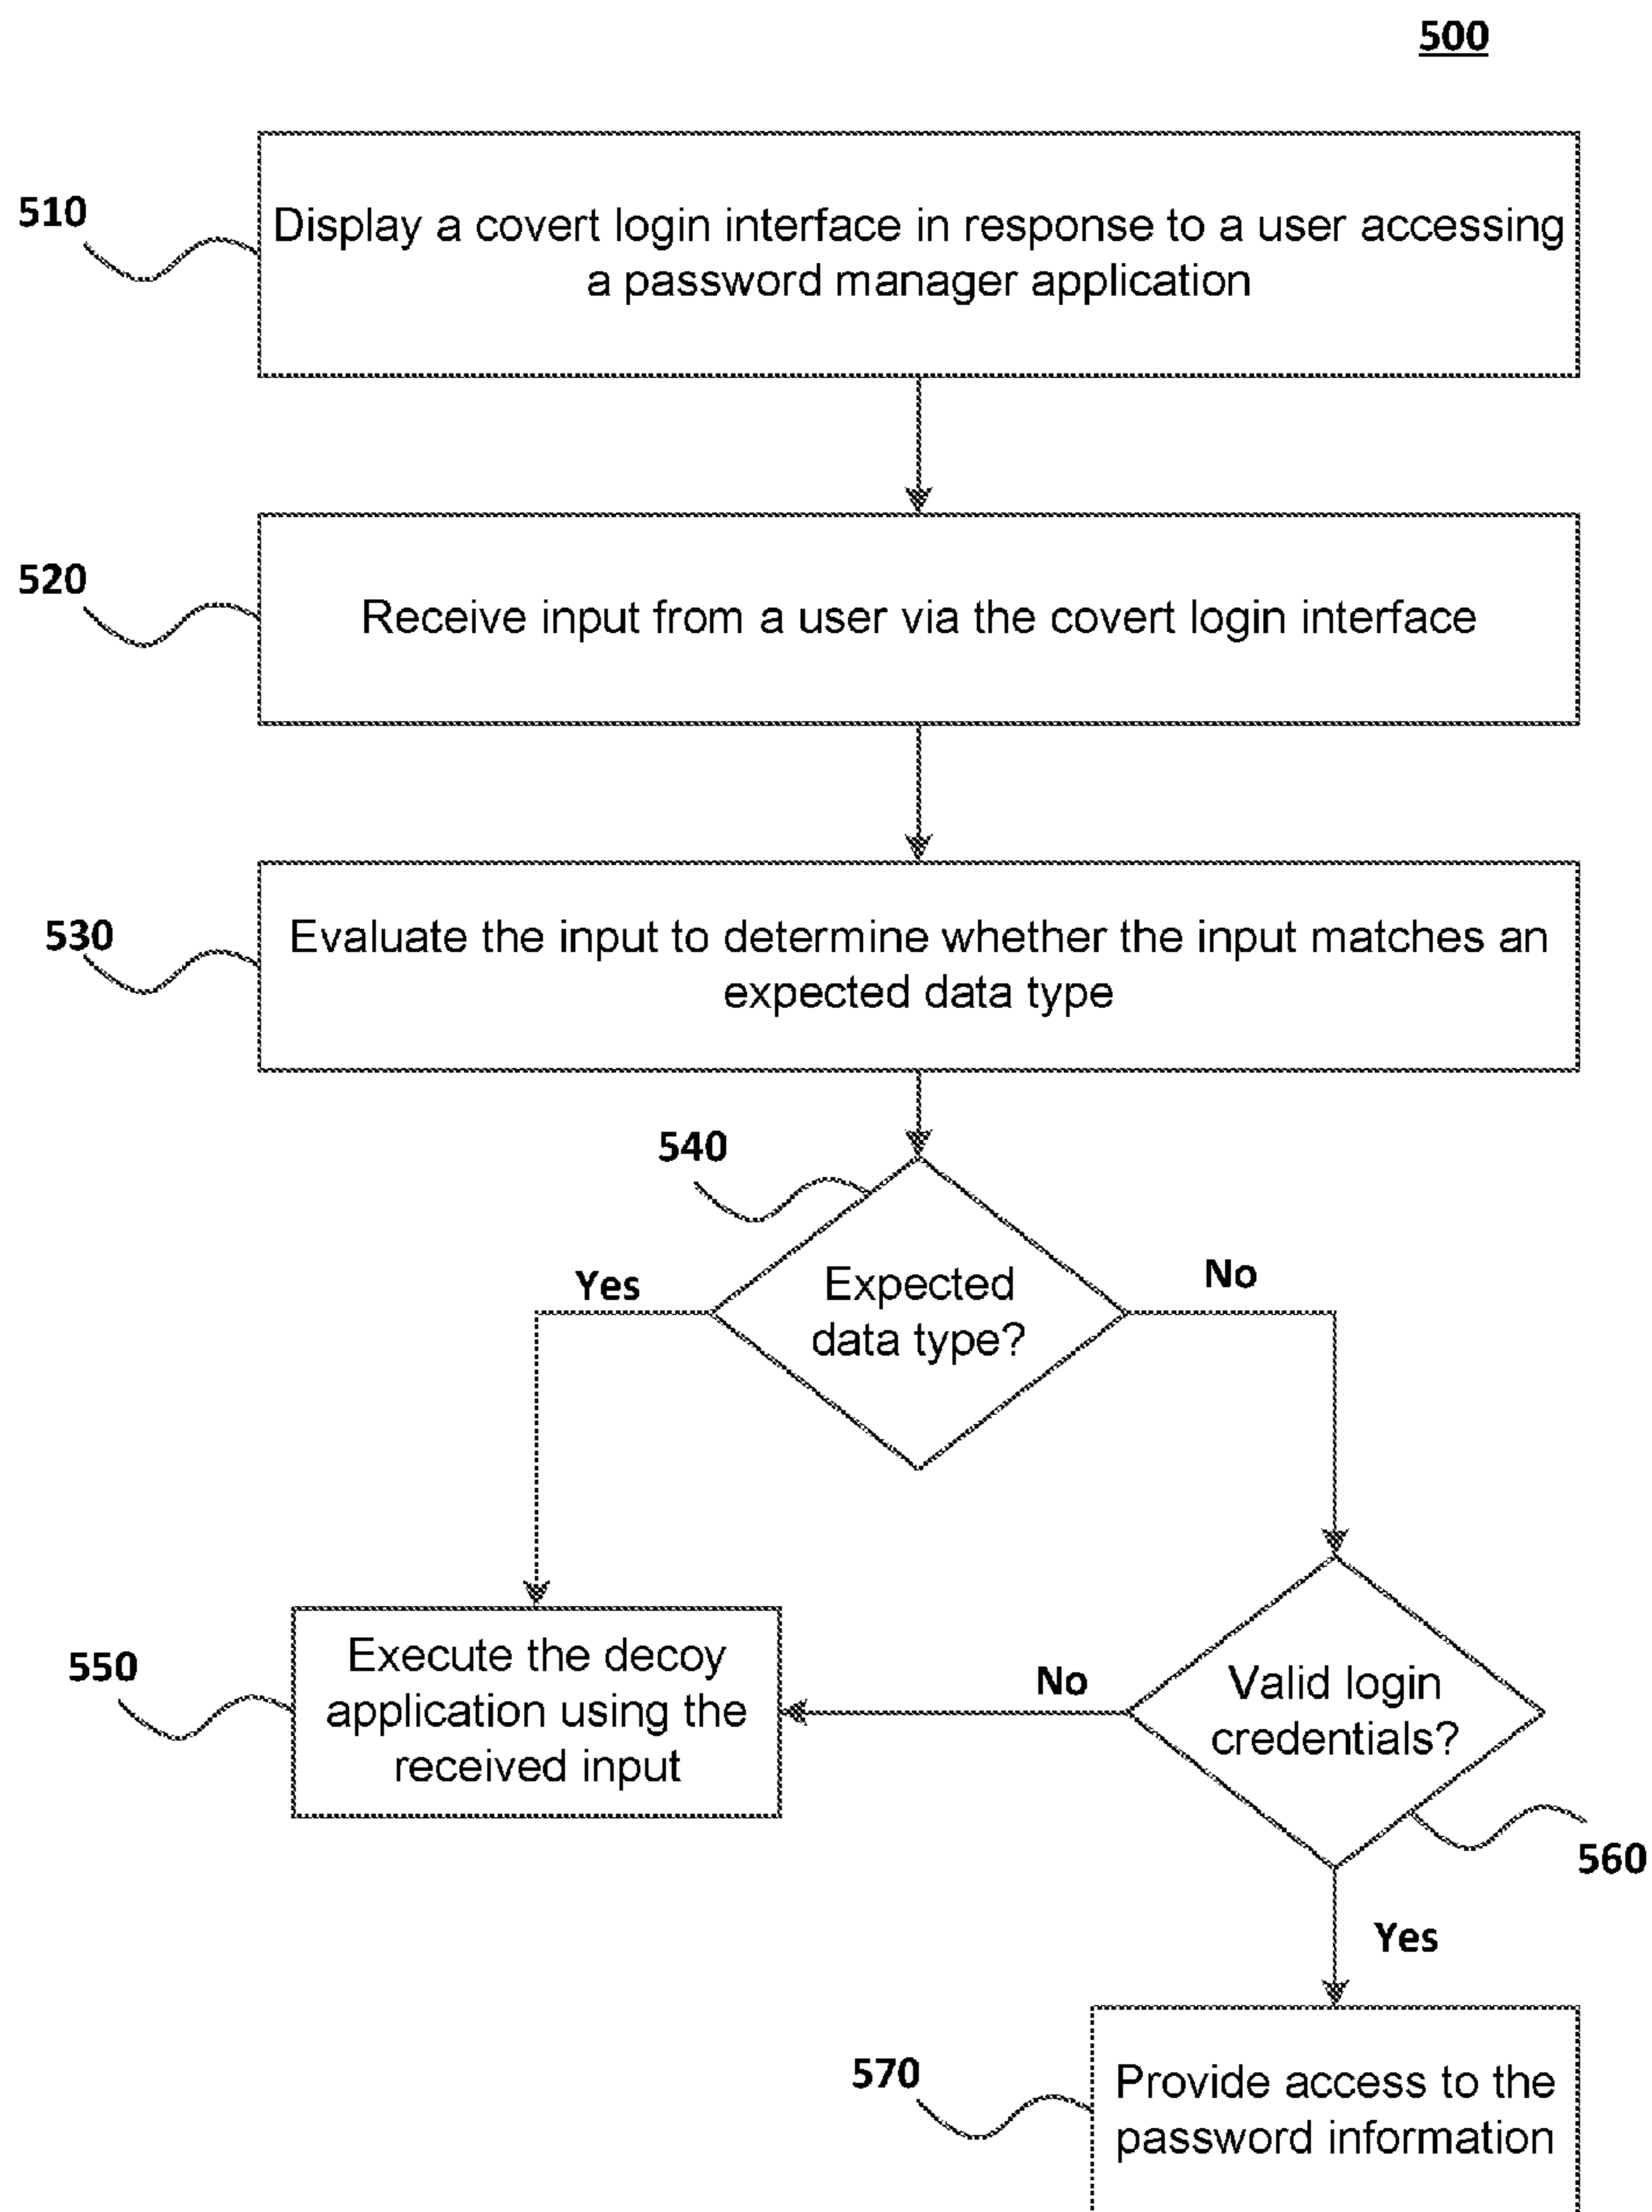 500
510
Display a covert login interface in response to a user accessing
a password manager application
520
Receive input from a user via the covert login interface
530
Evaluate the input to determine whether the input matches an
expected data type
540
Yes
Expected
data type?
No
550
Execute the decoy
application using the
received input
No
Valid login
credentials?
560
Yes
570
Provide access to the
password information